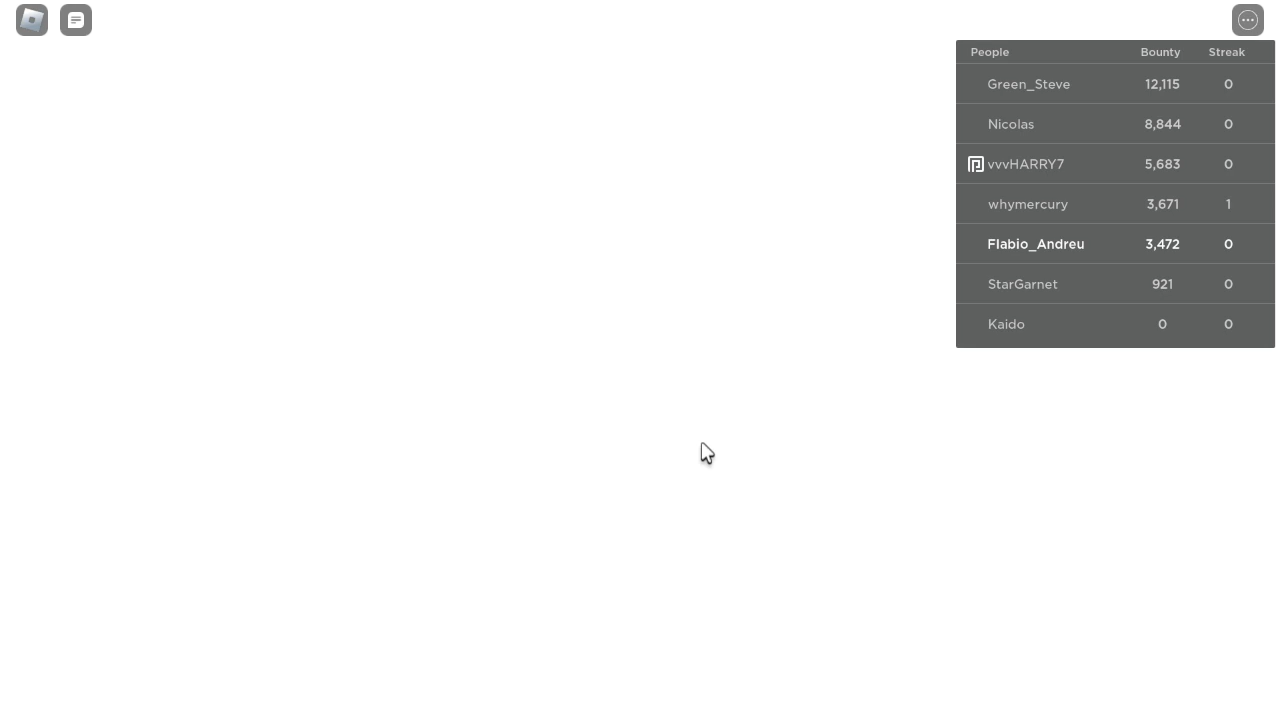 People Bounty Streak
Green_Steve 12,115 0
Nicolas 8,844 0
vvvHARRY7 5,683 0
whymercury 3,671 1
Flabio_Andreu 3,472 0
StarGarnet 921 0
Kaido 0 0